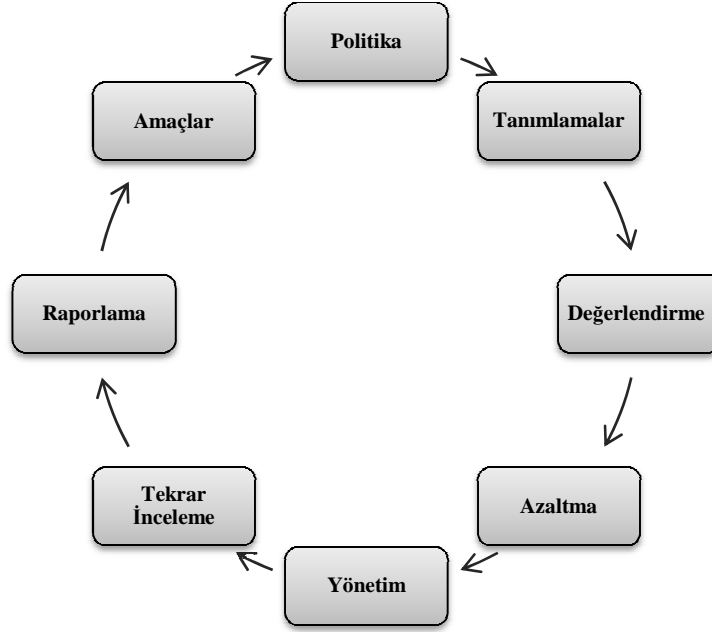 Politika
Tanımlamalar
Değerlendirme
Azaltma
Yönetim
Tekrar
İnceleme
Raporlama
Amaçlar